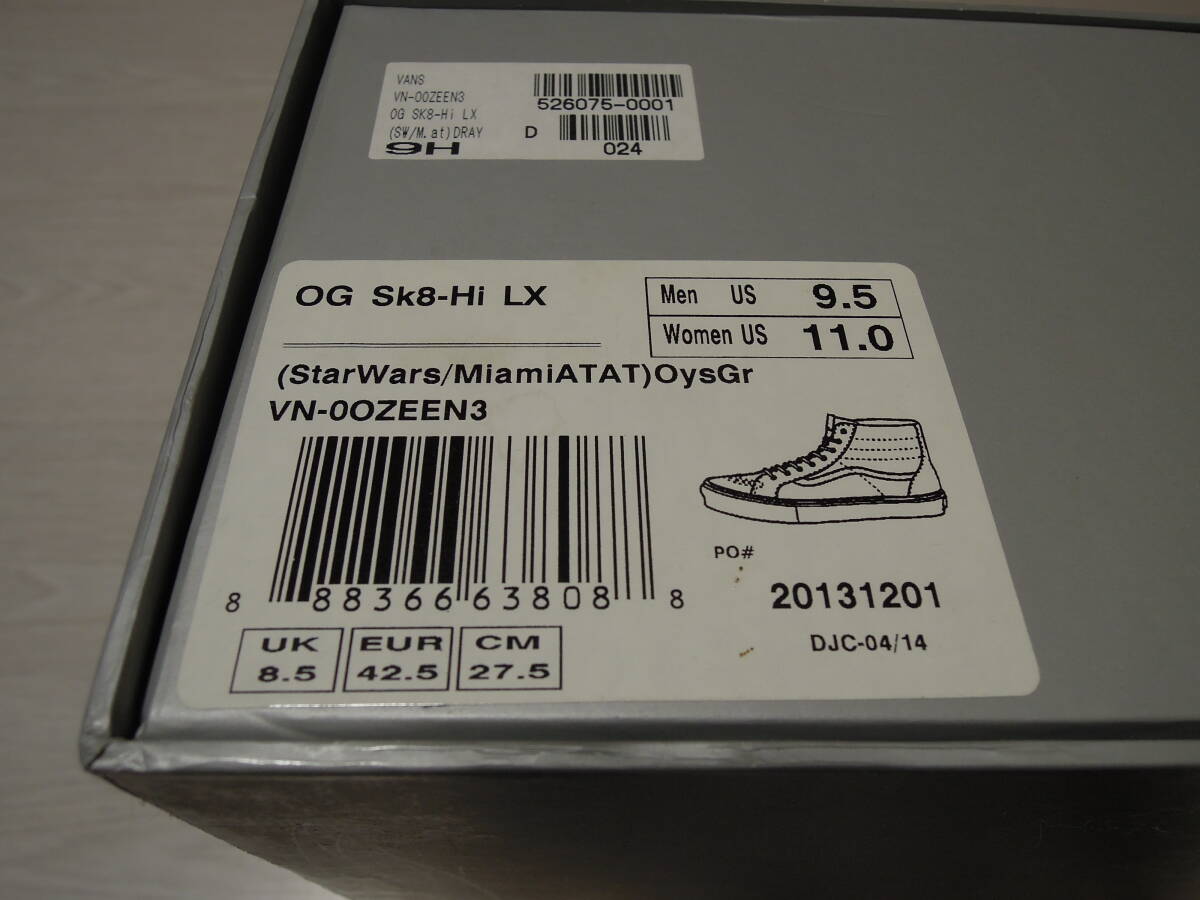 VANS
VN-00ZEEN3
OG SK8-Hi LX
(SW/M.at)DRAY
9H
526075-0001
D
024
OG Sk8-Hi LX
Men US 9.5
Women US 11.0
(StarWars/MiamiATAT)OysGr
VN-0OZEEN3
8 88366 63808 8
PO#
20131201
DJC-04/14
UK EUR CM
8.5 42.5 27.5